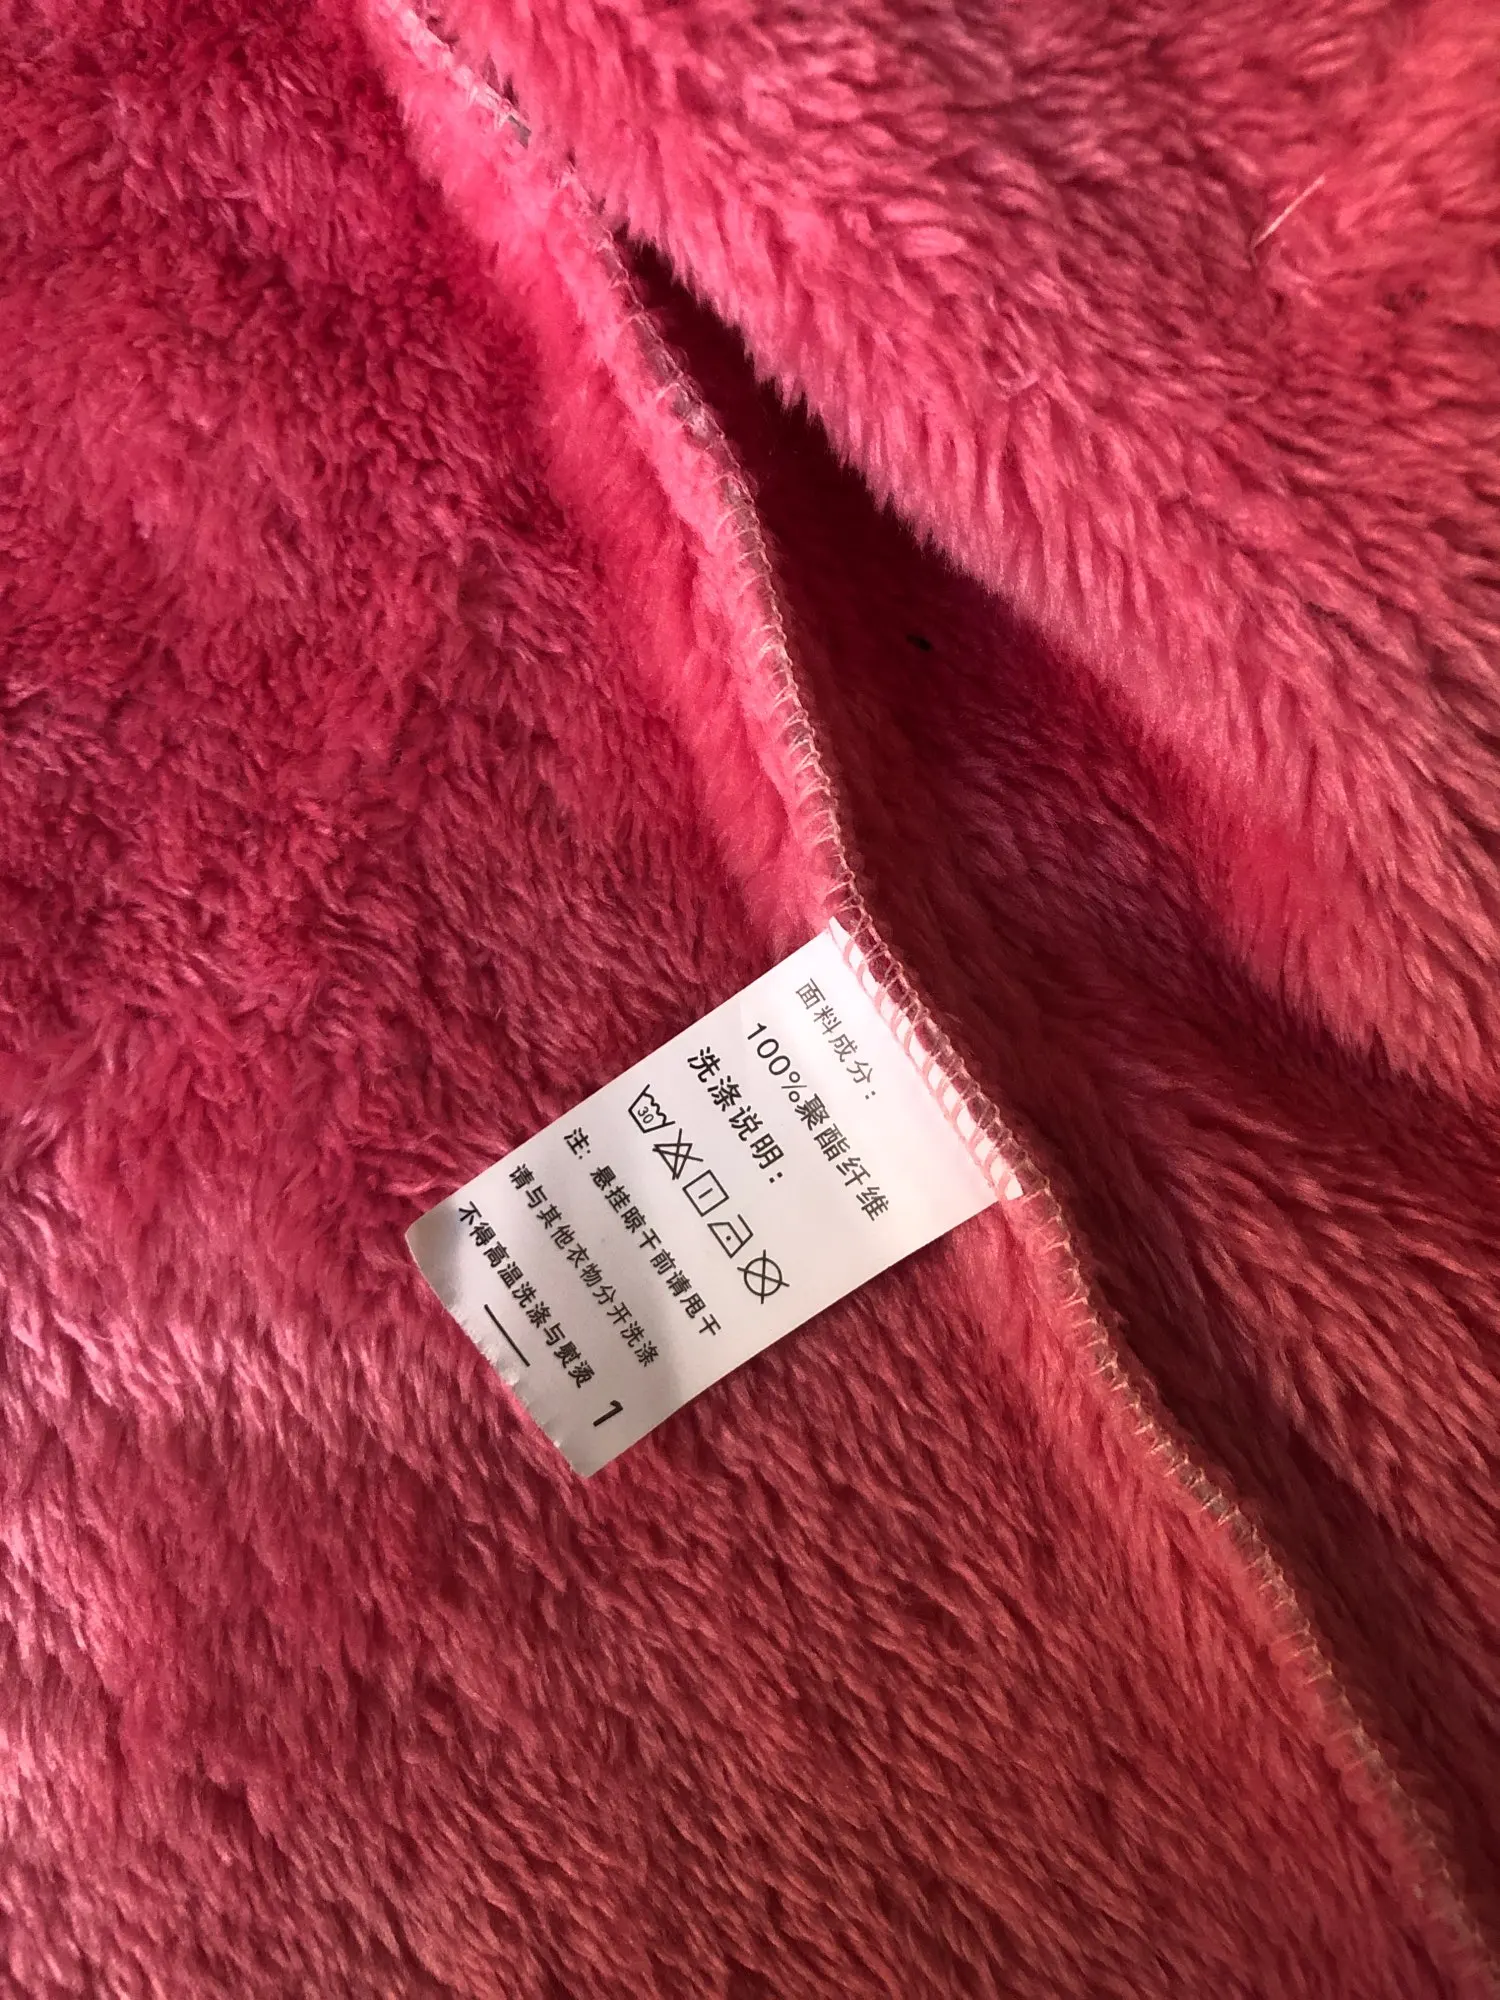 面料成分：
100%聚酯纤维
洗涤说明：
30
注: 悬挂晾干前请甩干
请与其他衣物分开洗涤
不得高温洗涤与熨烫
1